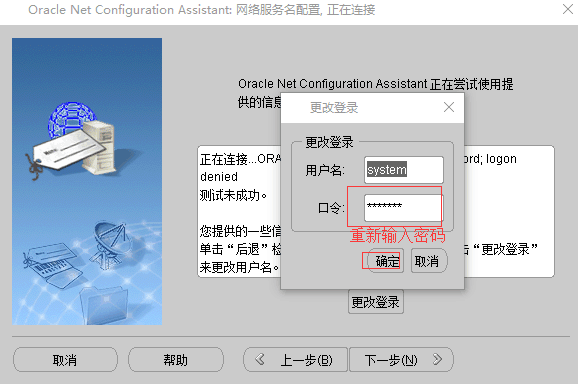 Oracle Net Configuration Assistant: 网络服务名配置, 正在连接
Oracle Net Configuration Assistant 正在尝试使用提
供的信息
更改登录
更改登录
用户名:
system
口令:
*******
重新输入密码
确定
取消
正在连接...ORA
ord; logon
denied
测试未成功。
您提供的一些信
单击“后退”检
击“更改登录”
来更改用户名。
更改登录
取消
帮助
上一步(B)
下一步(N)